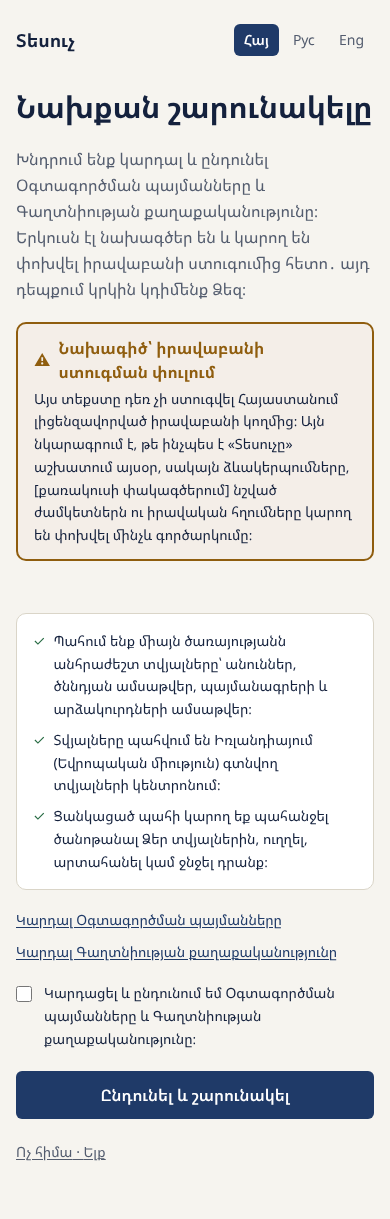 Տեսուչ
Հայ Рус Eng
Նախքան շարունակելը
Խնդրում ենք կարդալ և ընդունել
Օգտագործման պայմանները և
Գաղտնիության քաղաքականությունը:
Երկուսն էլ նախագծեր են և կարող են
փոխվել իրավաբանի ստուգումից հետո․ այդ
դեպքում կրկին կդիմենք Ձեզ:
Նախագիծ՝ իրավաբանի
ստուգման փուլում
Այս տեքստը դեռ չի ստուգվել Հայաստանում
լիցենզավորված իրավաբանի կողմից: Այն
նկարագրում է, թե ինչպես է «Տեսուչը»
աշխատում այսօր, սակայն ձևակերպումները,
[քառակուսի փակագծերում] նշված
ժամկետներն ու իրավական հղումները կարող
են փոխվել մինչև գործարկումը:
✓ Պահում ենք միայն ծառայությանն
անհրաժեշտ տվյալները՝ անուններ,
ծննդյան ամսաթվեր, պայմանագրերի և
արձակուրդների ամսաթվեր:
✓ Տվյալները պահվում են Իռլանդիայում
(Եվրոպական միություն) գտնվող
տվյալների կենտրոնում:
✓ Ցանկացած պահի կարող եք պահանջել
ծանոթանալ Ձեր տվյալներին, ուղղել,
արտահանել կամ ջնջել դրանք:
Կարդալ Օգտագործման պայմանները
Կարդալ Գաղտնիության քաղաքականությունը
Կարդացել և ընդունում եմ Օգտագործման
պայմանները և Գաղտնիության
քաղաքականությունը:
Ընդունել և շարունակել
Ոչ հիմա · Ելք